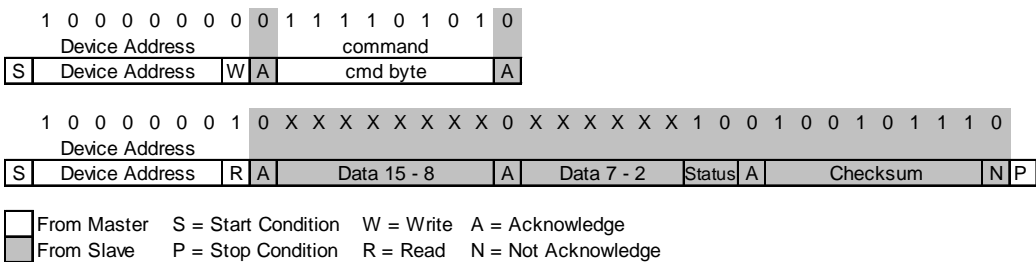 1 0 0 0 0 0 0 0 0 1 1 1 1 0 1 0 1 0
Device Address command
S Device Address W A cmd byte A
1 0 0 0 0 0 0 1 0 X X X X X X X X 0 X X X X X X 1 0 0 1 0 0 1 0 1 1 1 0
Device Address
S Device Address R A Data 15 - 8 A Data 7 - 2 Status A Checksum N P
From Master S = Start Condition W = Write A = Acknowledge
From Slave P = Stop Condition R = Read N = Not Acknowledge